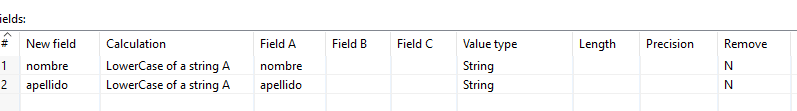 ields:
# New field Calculation Field A Field B Field C Value type Length Precision Remove
1 nombre LowerCase of a string A nombre String N
2 apellido LowerCase of a string A apellido String N